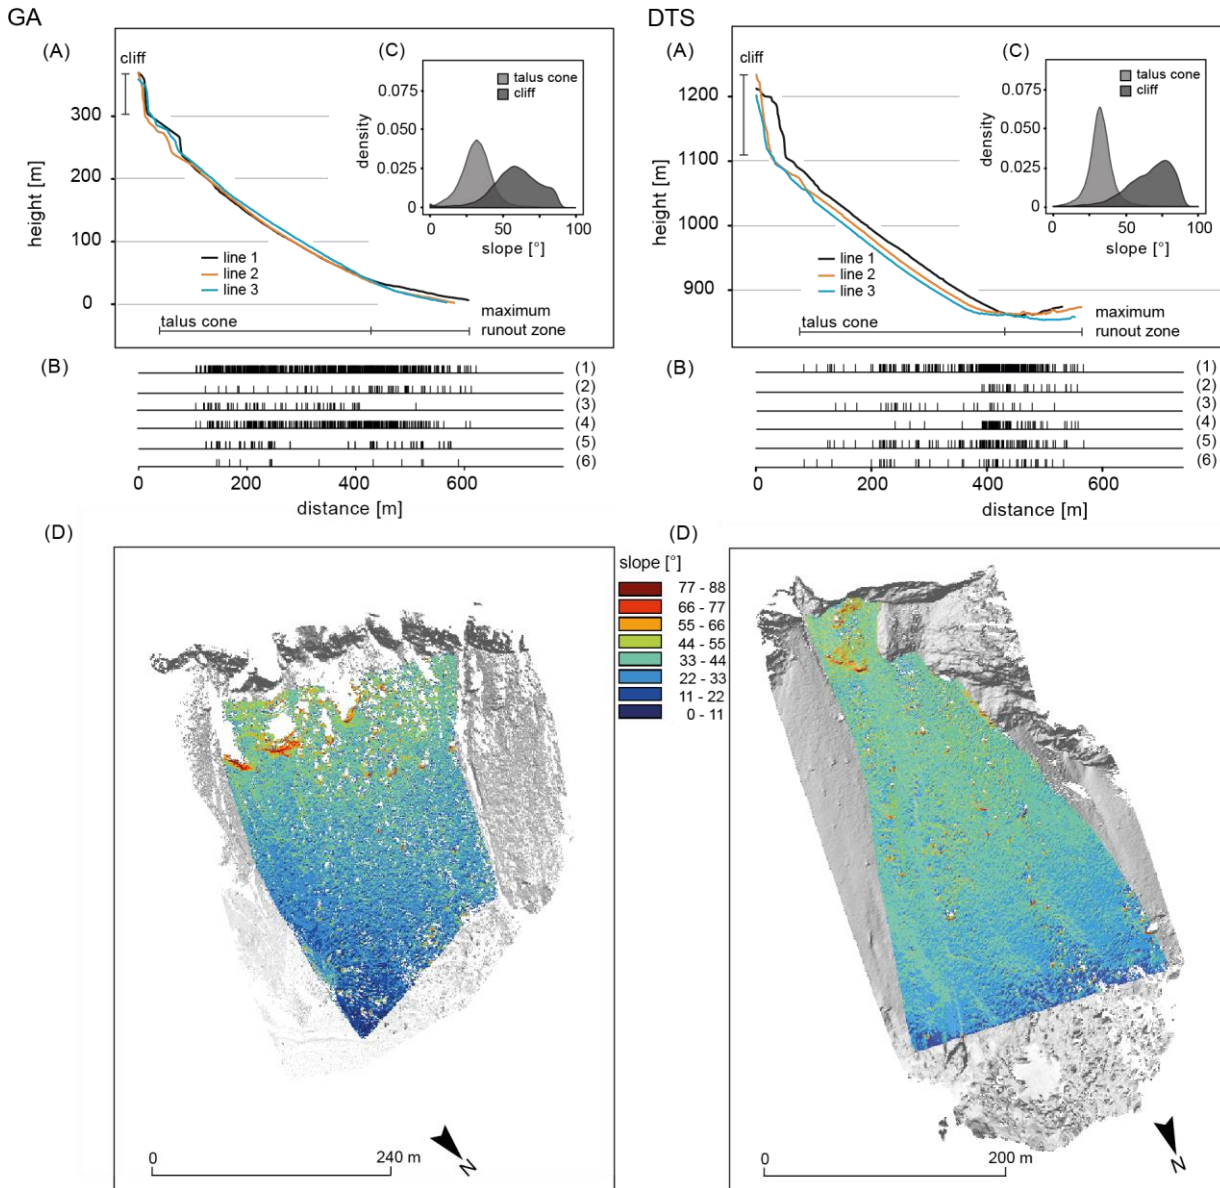 GA
(A)
cliff
(C)
0.075
0.050
0.025
0
density
talus cone
cliff
0
50
100
slope [°]
300
200
100
0
height [m]
line 1
line 2
line 3
talus cone
maximum
runout zone
(B)
(1)
(2)
(3)
(4)
(5)
(6)
0
200
400
600
distance [m]
(D)
0
240 m
N
slope [°]
77 - 88
66 - 77
55 - 66
44 - 55
33 - 44
22 - 33
11 - 22
0 - 11
DTS
(A)
cliff
(C)
0.075
0.050
0.025
0
density
talus cone
cliff
0
50
100
slope [°]
1200
1100
1000
900
height [m]
line 1
line 2
line 3
talus cone
maximum
runout zone
(B)
(1)
(2)
(3)
(4)
(5)
(6)
0
200
400
600
distance [m]
(D)
0
200 m
N